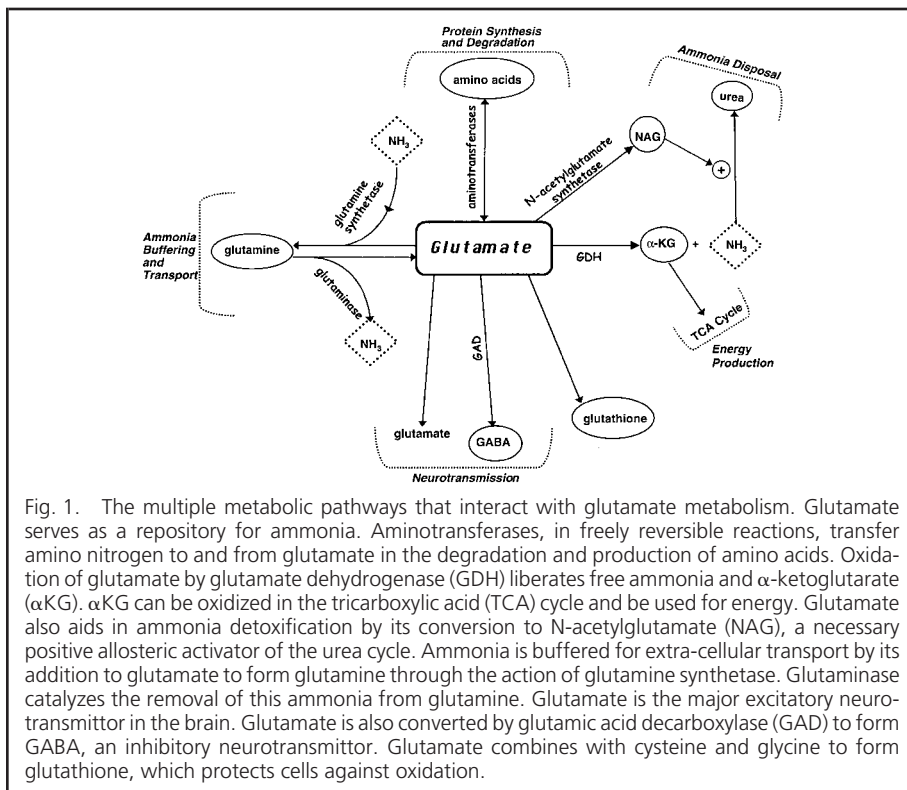 Protein Synthesis
and Degradation
amino acids
aminotransferases
Ammonia Disposal
urea
NH3
glutamine
synthetase
NAG
+
N-acetylglutamate
synthetase
Ammonia
Buffering
and
Transport
glutamine
Glutamate
GDH
α-KG
+
NH3
glutaminase
NH3
TCA Cycle
Energy
Production
GAD
glutamate
GABA
glutathione
Neurotransmission
Fig. 1. The multiple metabolic pathways that interact with glutamate metabolism. Glutamate
serves as a repository for ammonia. Aminotransferases, in freely reversible reactions, transfer
amino nitrogen to and from glutamate in the degradation and production of amino acids. Oxida-
tion of glutamate by glutamate dehydrogenase (GDH) liberates free ammonia and α-ketoglutarate
(αKG). αKG can be oxidized in the tricarboxylic acid (TCA) cycle and be used for energy. Glutamate
also aids in ammonia detoxification by its conversion to N-acetylglutamate (NAG), a necessary
positive allosteric activator of the urea cycle. Ammonia is buffered for extra-cellular transport by its
addition to glutamate to form glutamine through the action of glutamine synthetase. Glutaminase
catalyzes the removal of this ammonia from glutamine. Glutamate is the major excitatory neuro-
transmittor in the brain. Glutamate is also converted by glutamic acid decarboxylase (GAD) to form
GABA, an inhibitory neurotransmittor. Glutamate combines with cysteine and glycine to form
glutathione, which protects cells against oxidation.